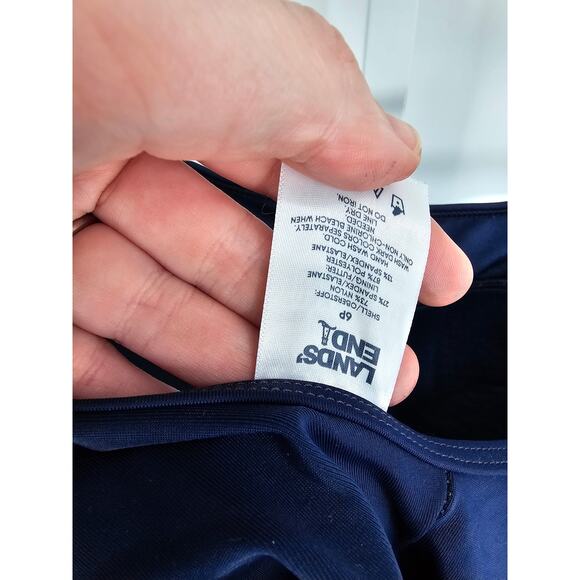 LANDS'
END
6P
SHELL/OBERSTOFF:
73% NYLON
27% SPANDEX/ELASTANE
LINING/FUTTER:
87% POLYESTER
13% SPANDEX/ELASTANE
HAND WASH COLD.
WASH DARK COLORS SEPARATELY.
ONLY NON-CHLORINE BLEACH WHEN
NEEDED.
LINE DRY.
DO NOT IRON.